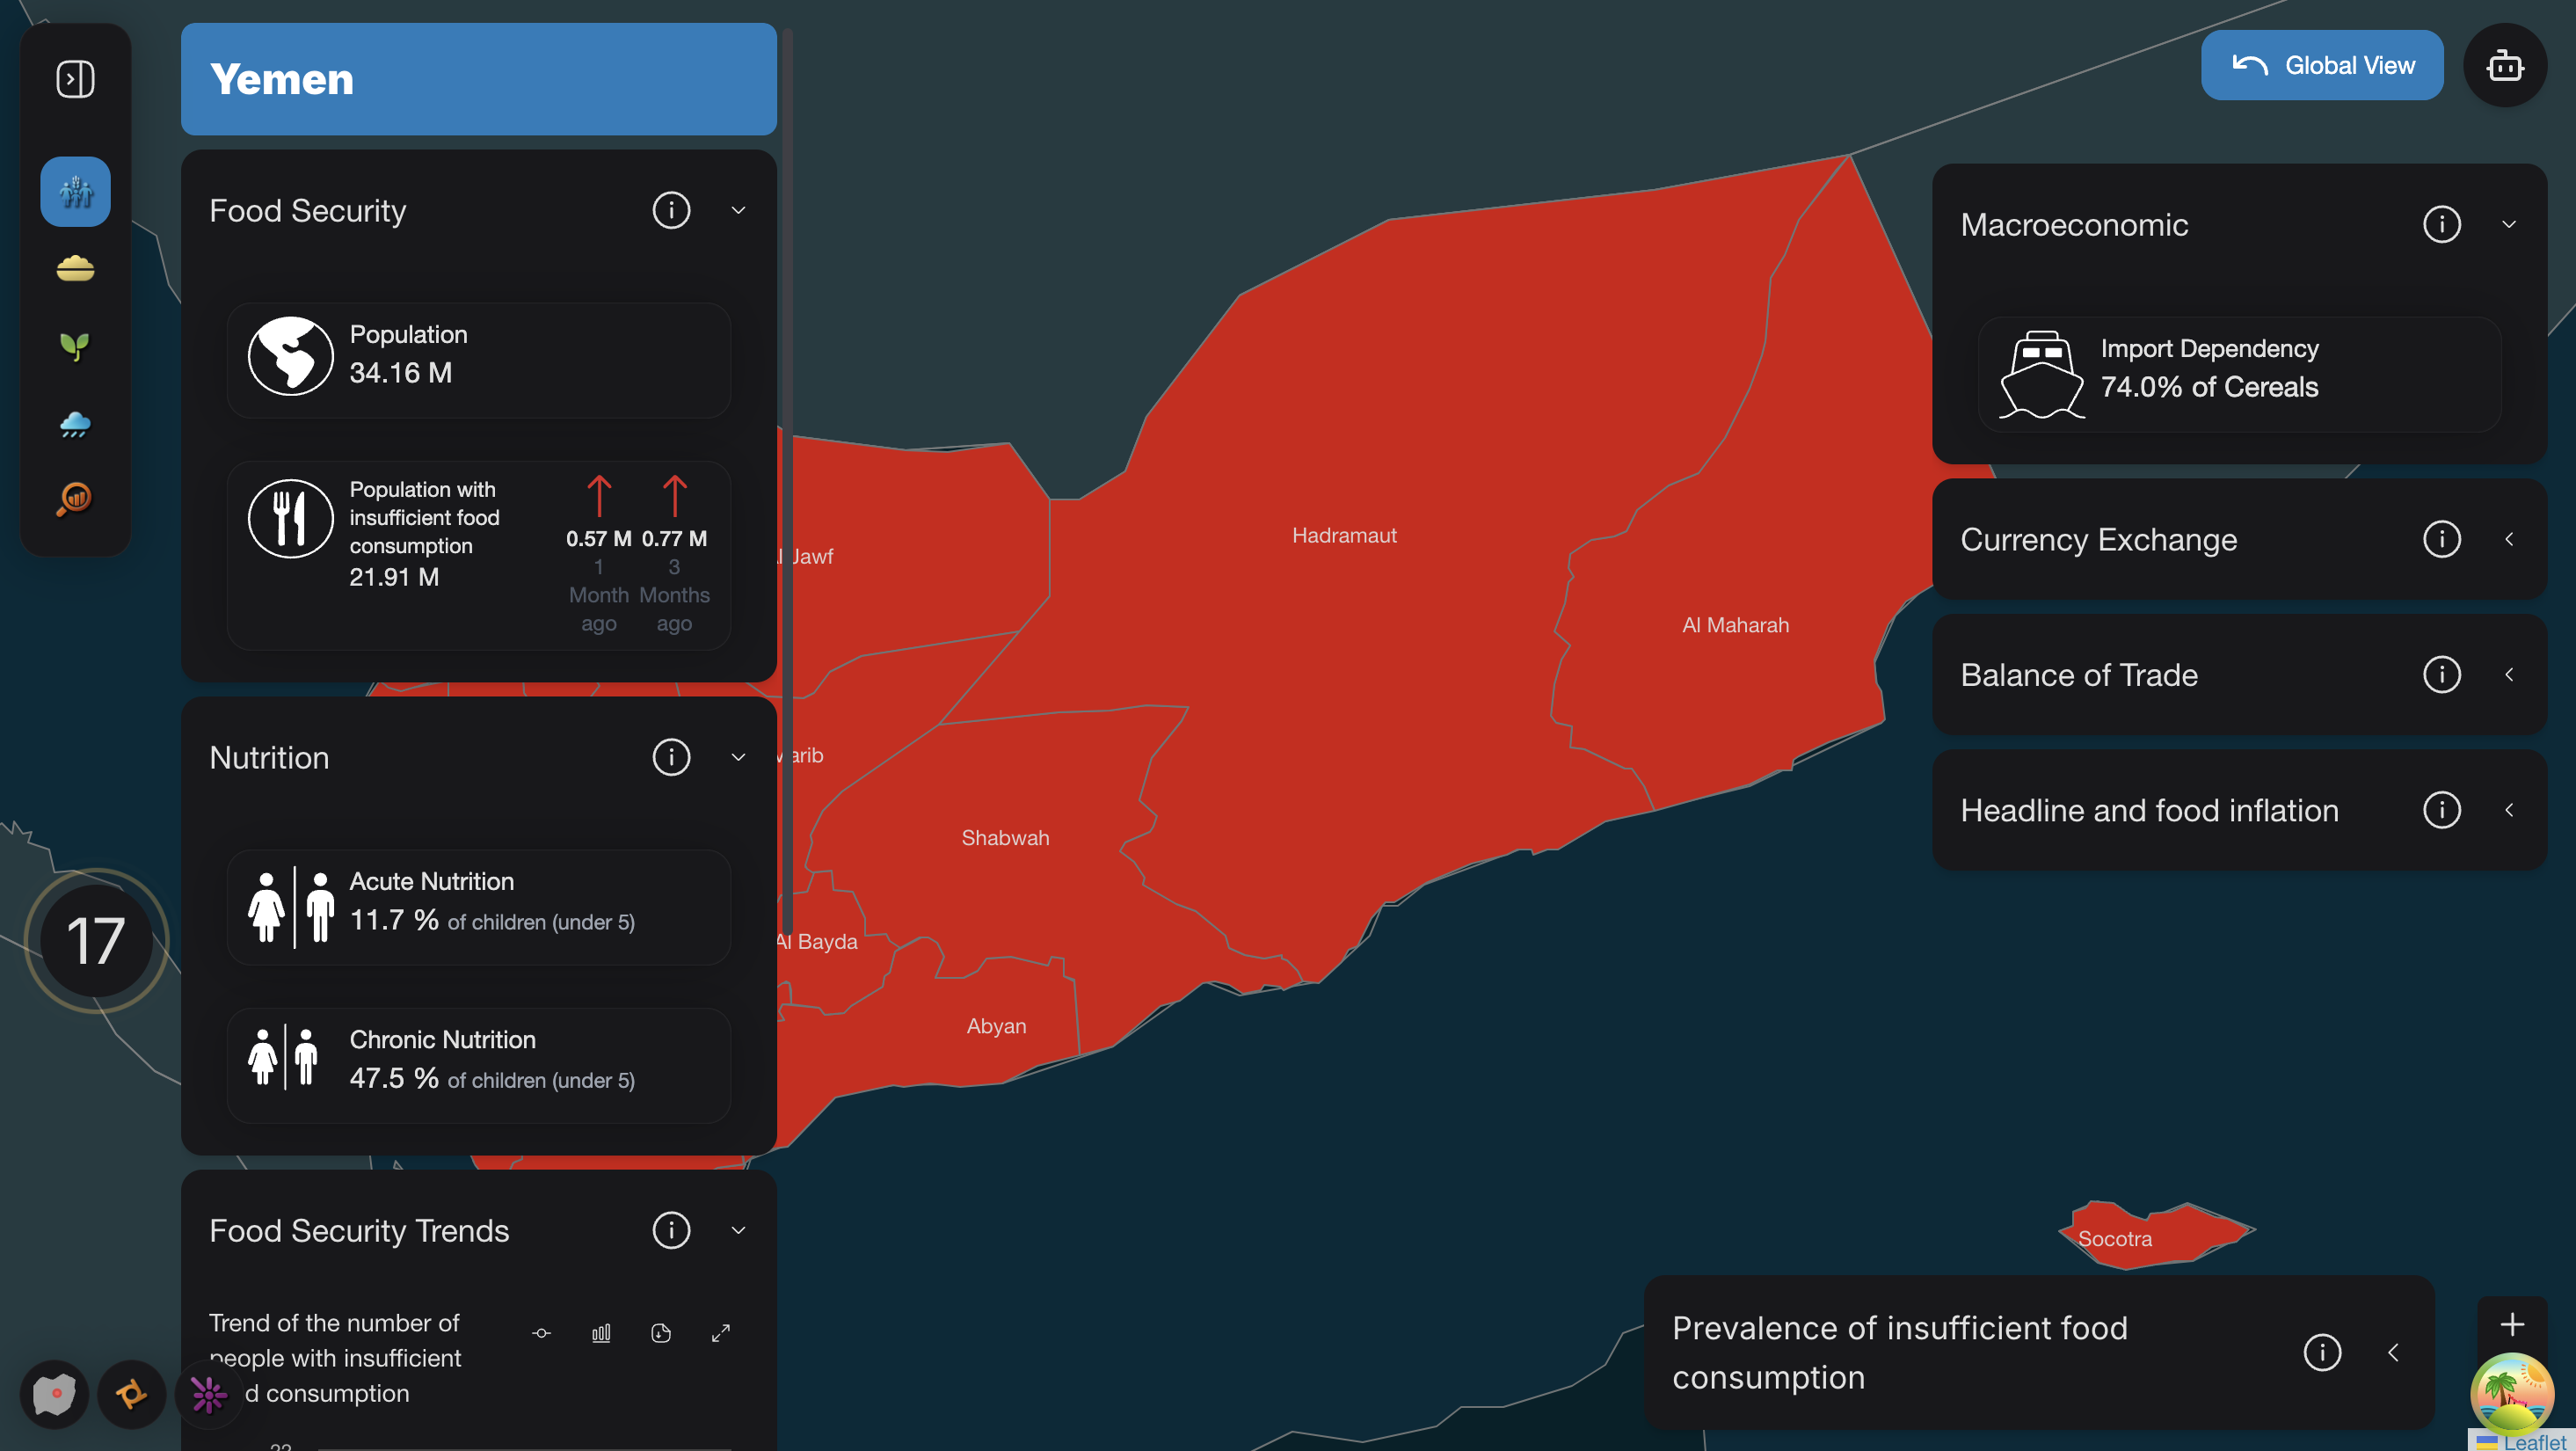 Yemen
Food Security
Population
34.16 M
Population with
insufficient food
consumption
21.91 M
0.57 M
1
Month
ago
0.77 M
3
Months
ago
Nutrition
Acute Nutrition
11.7 % of children (under 5)
Chronic Nutrition
47.5 % of children (under 5)
Food Security Trends
Trend of the number of
people with insufficient
d consumption
17
Jawf
arib
Al Bayda
Shabwah
Abyan
Hadramaut
Al Maharah
Socotra
Global View
Macroeconomic
Import Dependency
74.0% of Cereals
Currency Exchange
Balance of Trade
Headline and food inflation
Prevalence of insufficient food
consumption
+
Leaflet